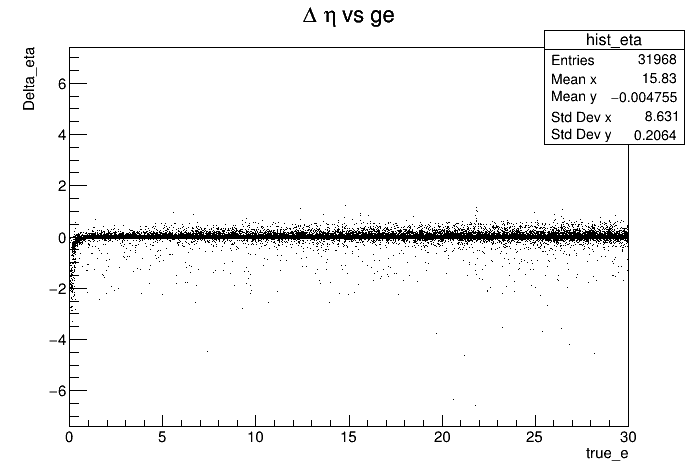 Δ η vs ge
hist_eta
Entries 31968
Mean x 15.83
Mean y −0.004755
Std Dev x 8.631
Std Dev y 0.2064
Delta_eta
6
4
2
0
−2
−4
−6
0 5 10 15 20 25 30
true_e